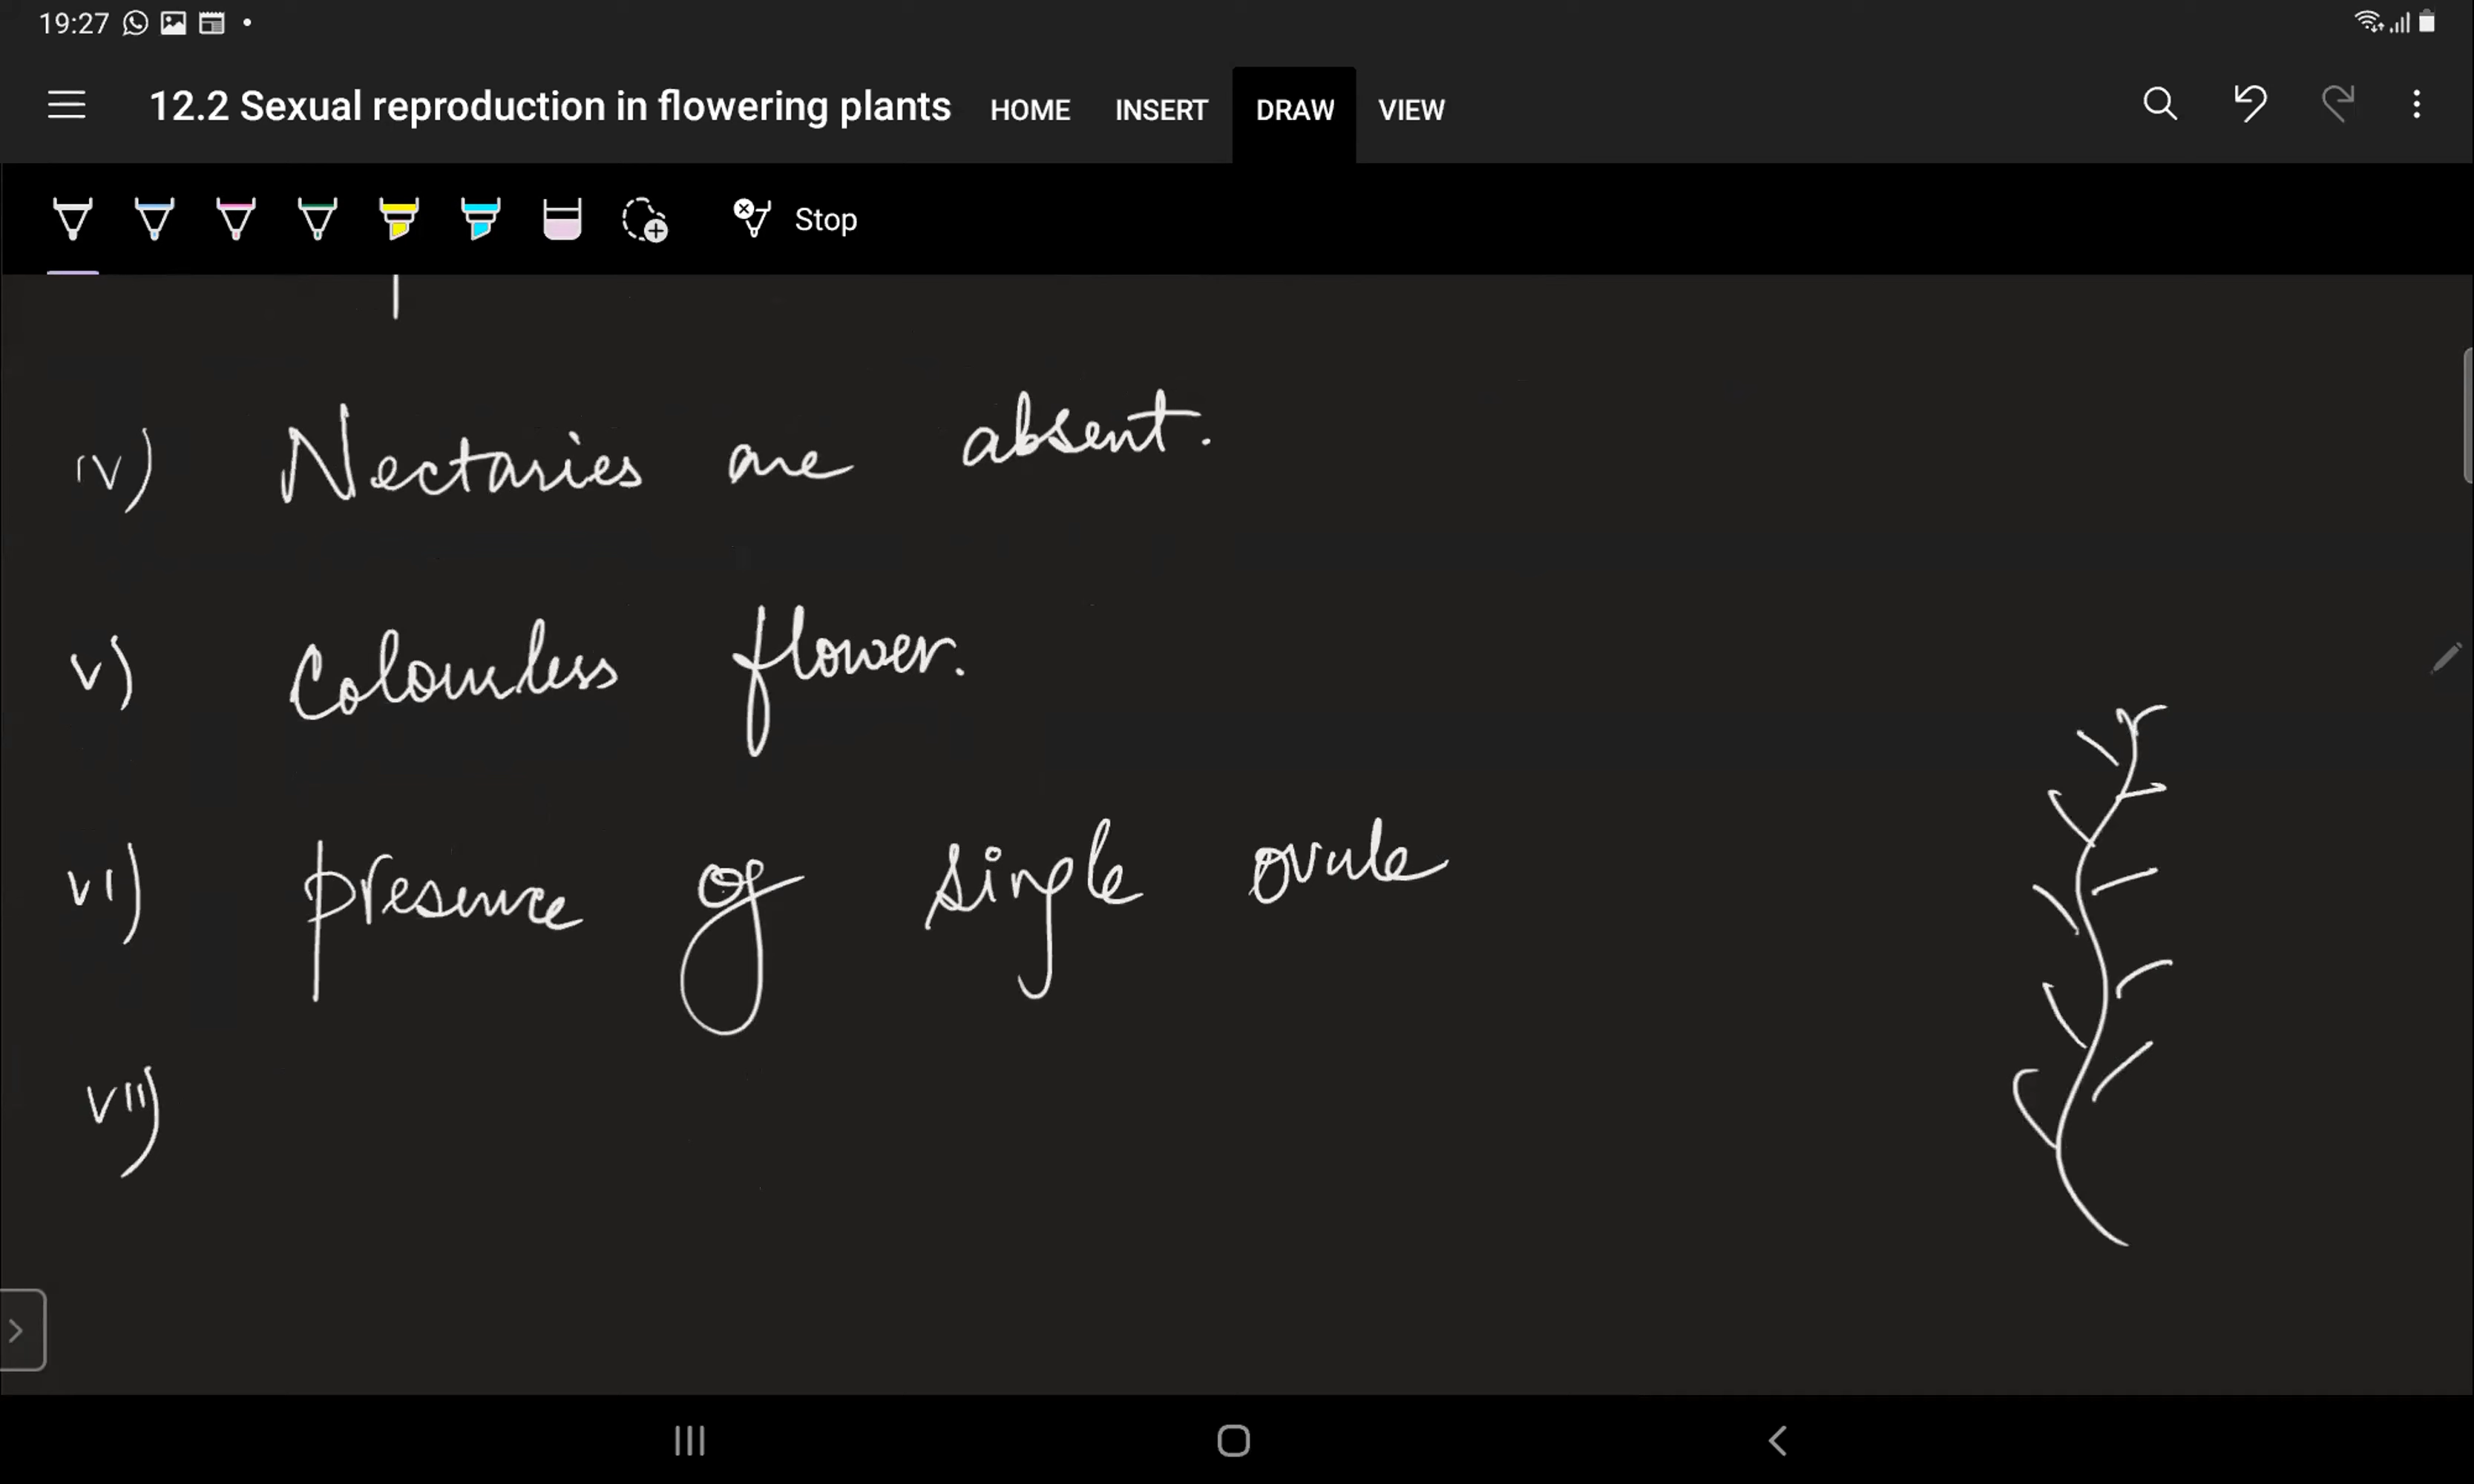 19:27
12.2 Sexual reproduction in flowering plants HOME INSERT DRAW VIEW
Stop
iv) Nectaries are absent.
v) Colourless flower.
vi) presence of single ovule
vii)